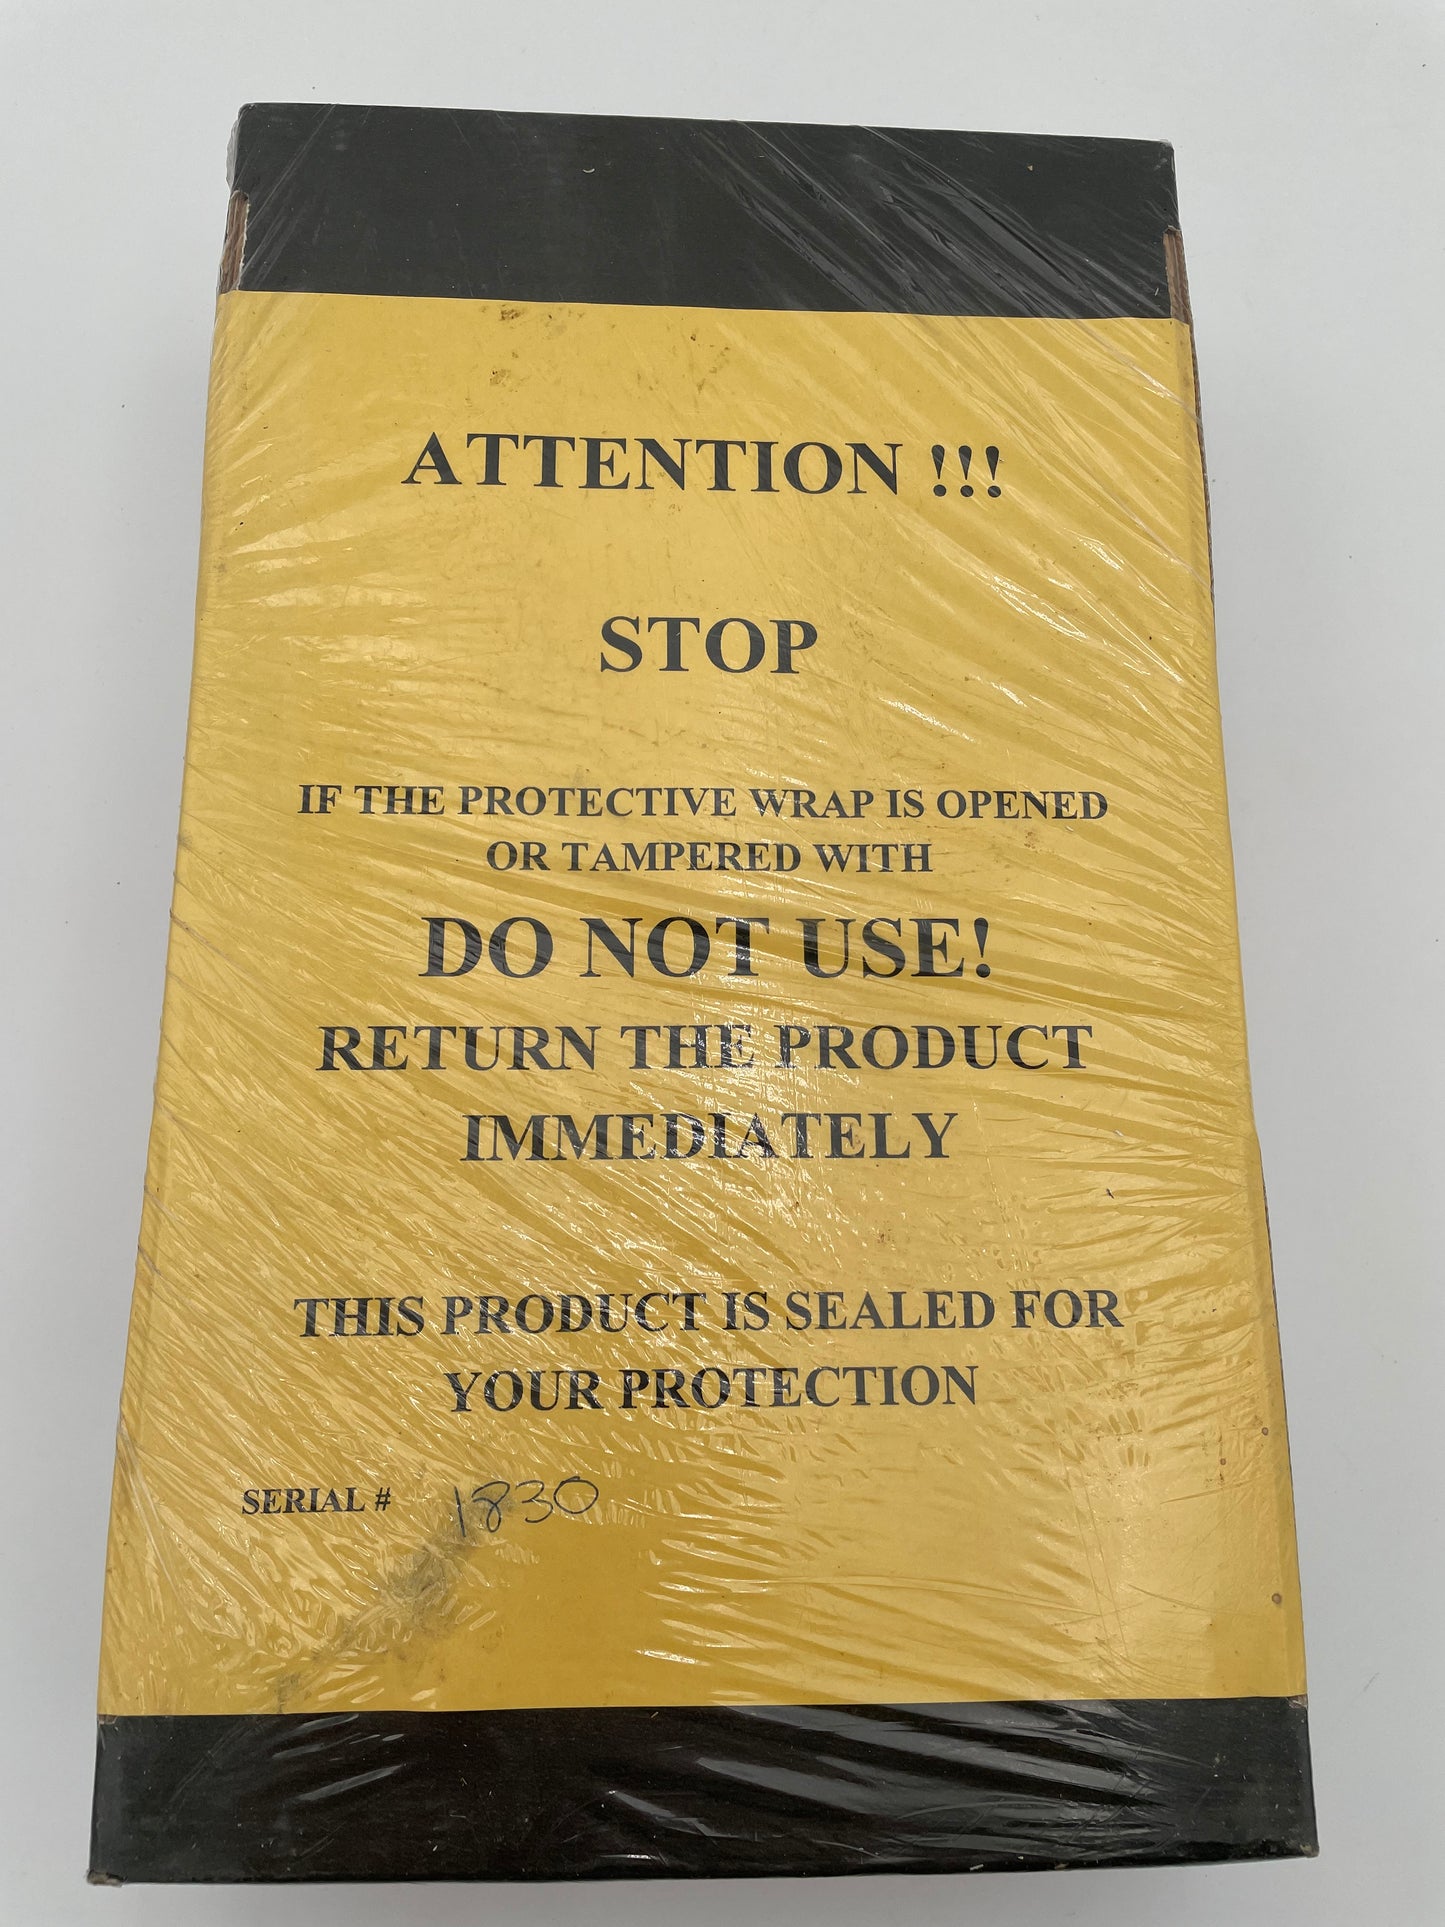 ATTENTION !!!
STOP
IF THE PROTECTIVE WRAP IS OPENED
OR TAMPERED WITH
DO NOT USE!
RETURN THE PRODUCT
IMMEDIATELY
THIS PRODUCT IS SEALED FOR
YOUR PROTECTION
SERIAL # 1830